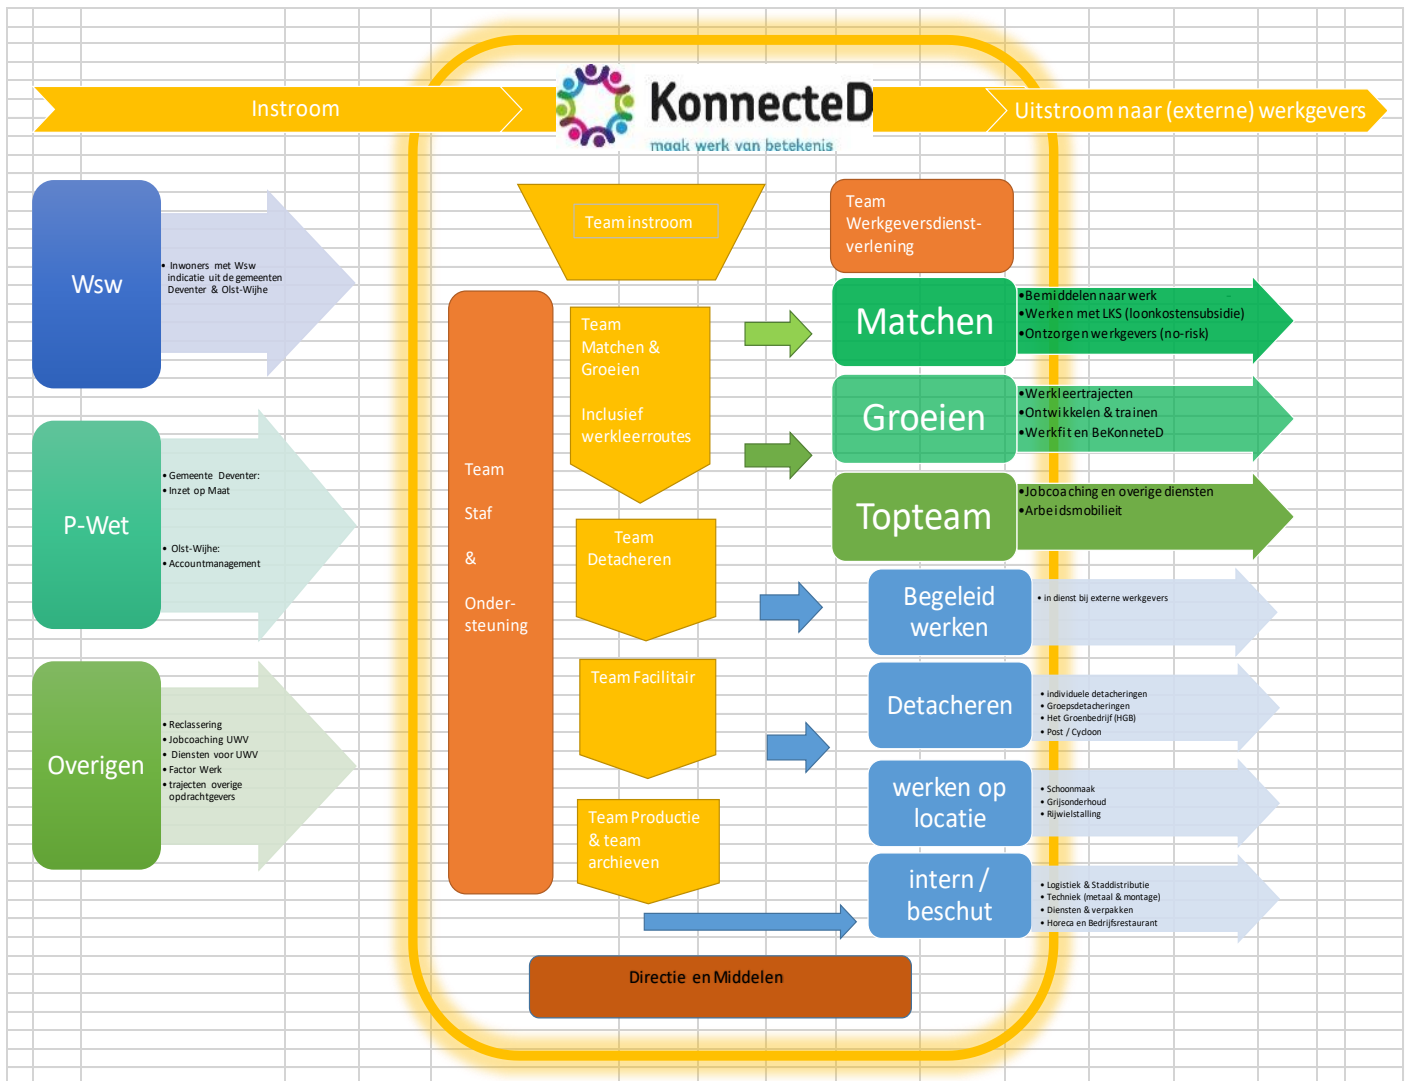 Instroom
KonnecteD
maak werk van betekenis
Uitstroom naar (externe) werkgevers
Wsw
• Inwoners met Wsw
indicatie uit de gemeenten
Deventer & Olst-Wijhe
P-Wet
• Gemeente Deventer:
• Inzet op Maat
• Olst-Wijhe:
• Accountmanagement
Overigen
• Reclassering
• Jobcoaching UWV
• Diensten voor UWV
• Factor Werk
• trajecten overige
opdrachtgevers
Team
Staf
&
Onder-
steuning
Team instroom
Team
Matchen &
Groeien
Inclusief
werkleerroutes
Team
Detacheren
Team Facilitair
Team Productie
& team
archieven
Directie en Middelen
Team
Werkgeversdienst-
verlening
Matchen
•Bemiddelen naar werk
•Werken met LKS (loonkostensubsidie)
•Ontzorgen werkgevers (no-risk)
Groeien
•Werkleertrajecten
•Ontwikkelen & trainen
•Werkfit en BeKonneteD
Topteam
•Jobcoaching en overige diensten
•Arbeidsmobilieit
Begeleid
werken
• in dienst bij externe werkgevers
Detacheren
• individuele detacheringen
• Groepsdetacheringen
• Het Groenbedrijf (HGB)
• Post / Cycloon
werken op
locatie
• Schoonmaak
• Grijsonderhoud
• Rijwielstalling
intern /
beschut
• Logistiek & Staddistributie
• Techniek (metaal & montage)
• Diensten & verpakken
• Horeca en Bedrijfsrestaurant